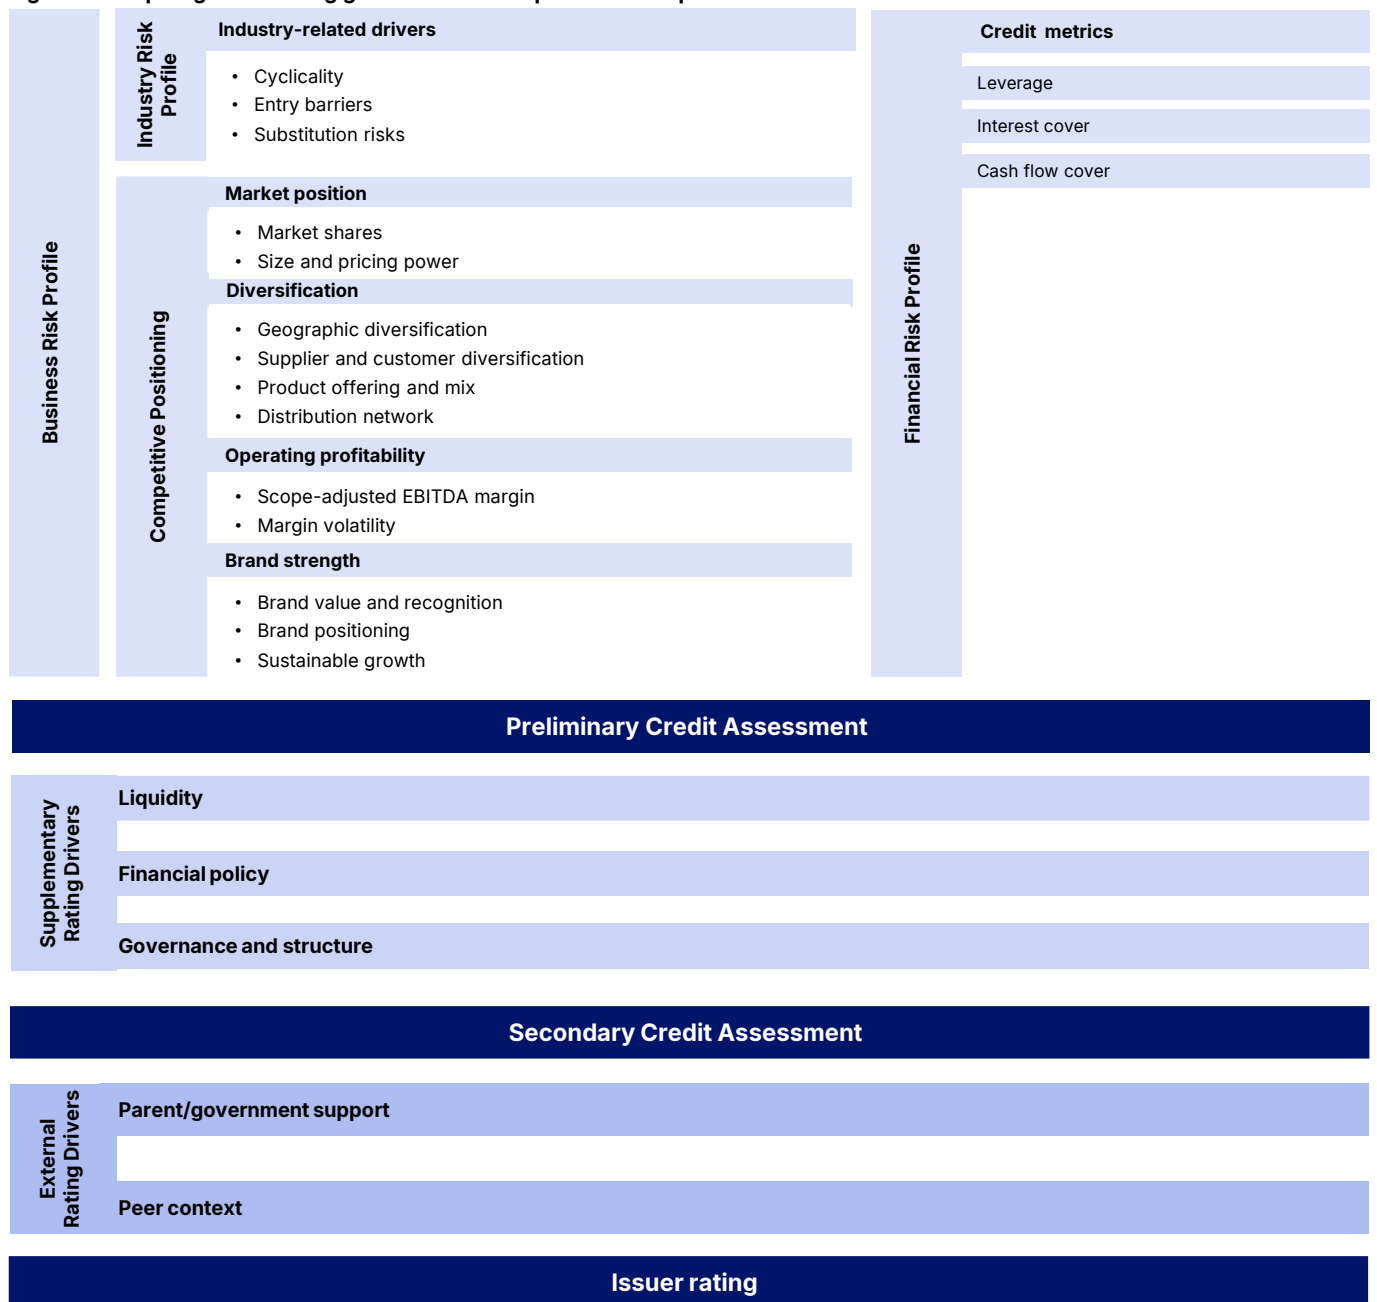 Industry Risk
Profile
Industry-related drivers
• Cyclicality
• Entry barriers
• Substitution risks
Business Risk Profile
Competitive Positioning
Market position
• Market shares
• Size and pricing power
Diversification
• Geographic diversification
• Supplier and customer diversification
• Product offering and mix
• Distribution network
Operating profitability
• Scope-adjusted EBITDA margin
• Margin volatility
Brand strength
• Brand value and recognition
• Brand positioning
• Sustainable growth
Financial Risk Profile
Credit metrics
Leverage
Interest cover
Cash flow cover
Preliminary Credit Assessment
Supplementary
Rating Drivers
Liquidity
Financial policy
Governance and structure
Secondary Credit Assessment
External
Rating Drivers
Parent/government support
Peer context
Issuer rating